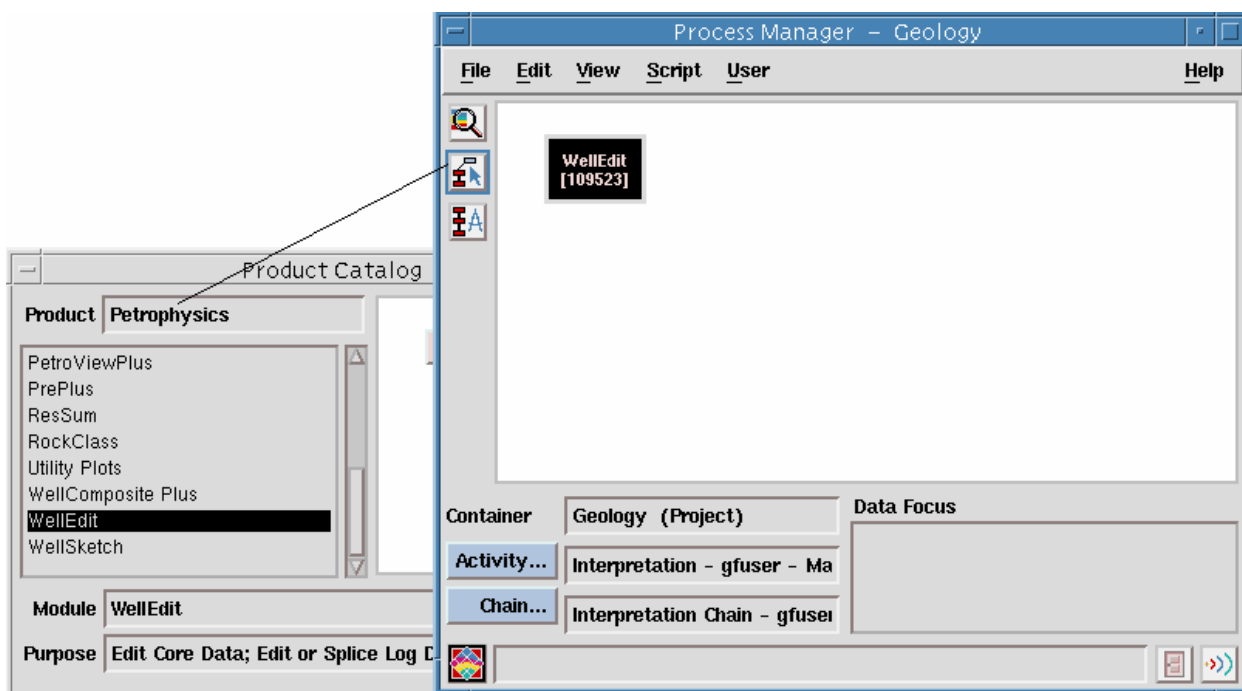 Process Manager – Geology
File Edit View Script User Help
WellEdit
[109523]
Product Catalog
Product Petrophysics
PetroViewPlus
PrePlus
ResSum
RockClass
Utility Plots
WellComposite Plus
WellEdit
WellSketch
Module WellEdit
Purpose Edit Core Data; Edit or Splice Log
Container Geology (Project)
Data Focus
Activity... Interpretation - gfuser - Ma
Chain... Interpretation Chain - gfuser